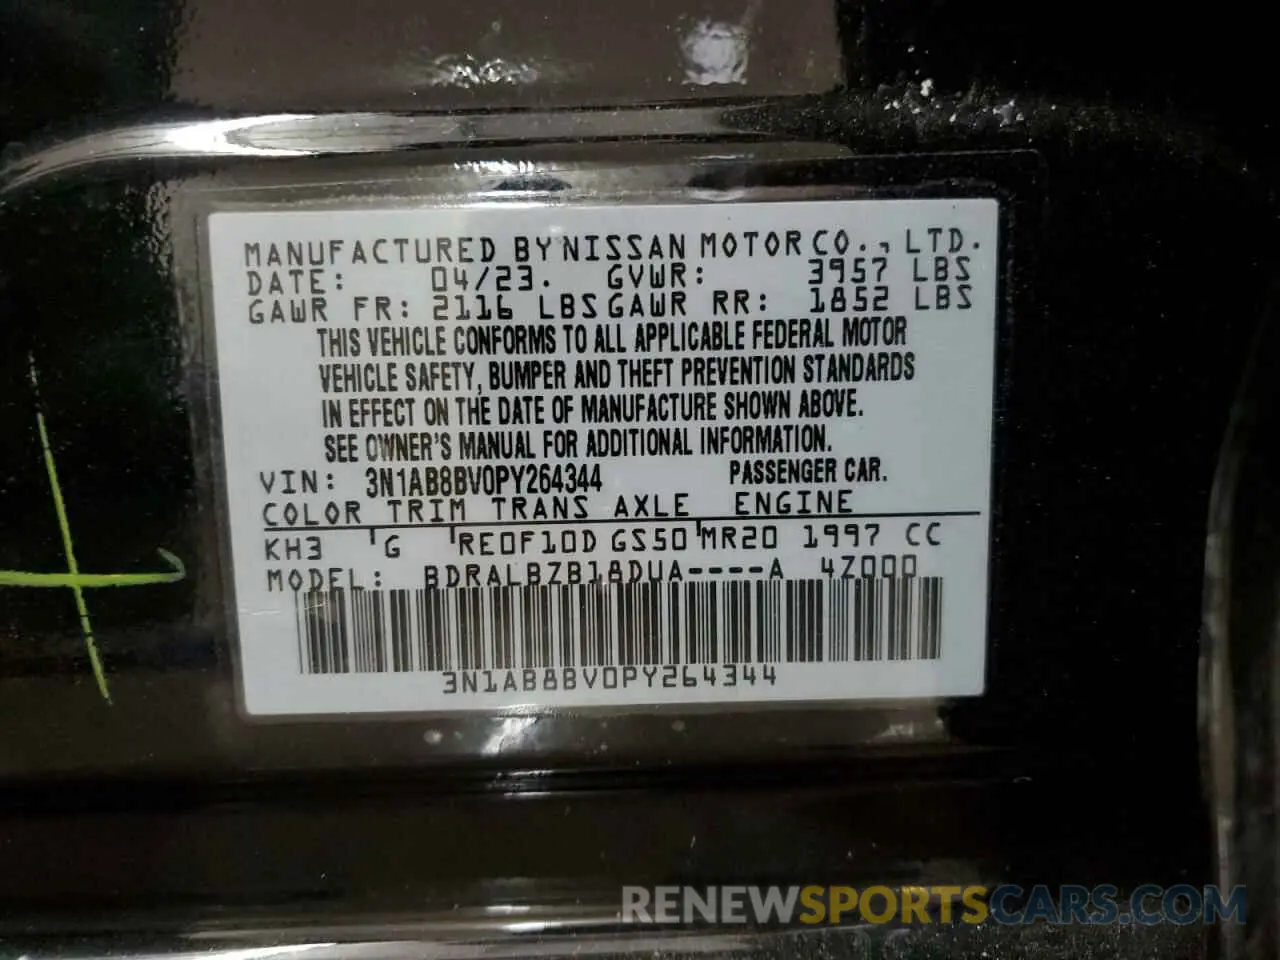 MANUFACTURED BY NISSAN MOTOR CO., LTD.
DATE: 04/23. GVWR: 3957 LBS
GAWR FR: 2116 LBS GAWR RR: 1852 LBS
THIS VEHICLE CONFORMS TO ALL APPLICABLE FEDERAL MOTOR
VEHICLE SAFETY, BUMPER AND THEFT PREVENTION STANDARDS
IN EFFECT ON THE DATE OF MANUFACTURE SHOWN ABOVE.
SEE OWNER'S MANUAL FOR ADDITIONAL INFORMATION.
VIN: 3N1AB8BV0PY264344 PASSENGER CAR.
COLOR TRIM TRANS AXLE ENGINE
KH3 G RE0F10D GS50 MR20 1997 CC
MODEL: BDRALBZB18DUA----A 4Z000
3N1AB8BV0PY264344
RENEWSPORTSCARS.COM